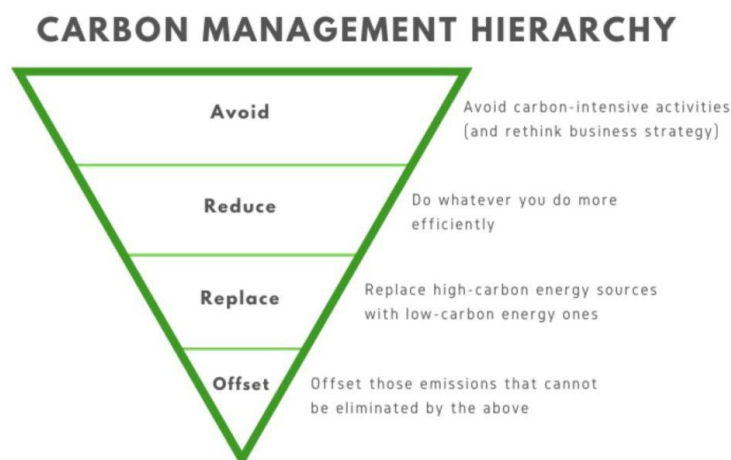 CARBON MANAGEMENT HIERARCHY
Avoid
Avoid carbon-intensive activities
(and rethink business strategy)
Reduce
Do whatever you do more
efficiently
Replace
Replace high-carbon energy sources
with low-carbon energy ones
Offset
Offset those emissions that cannot
be eliminated by the above